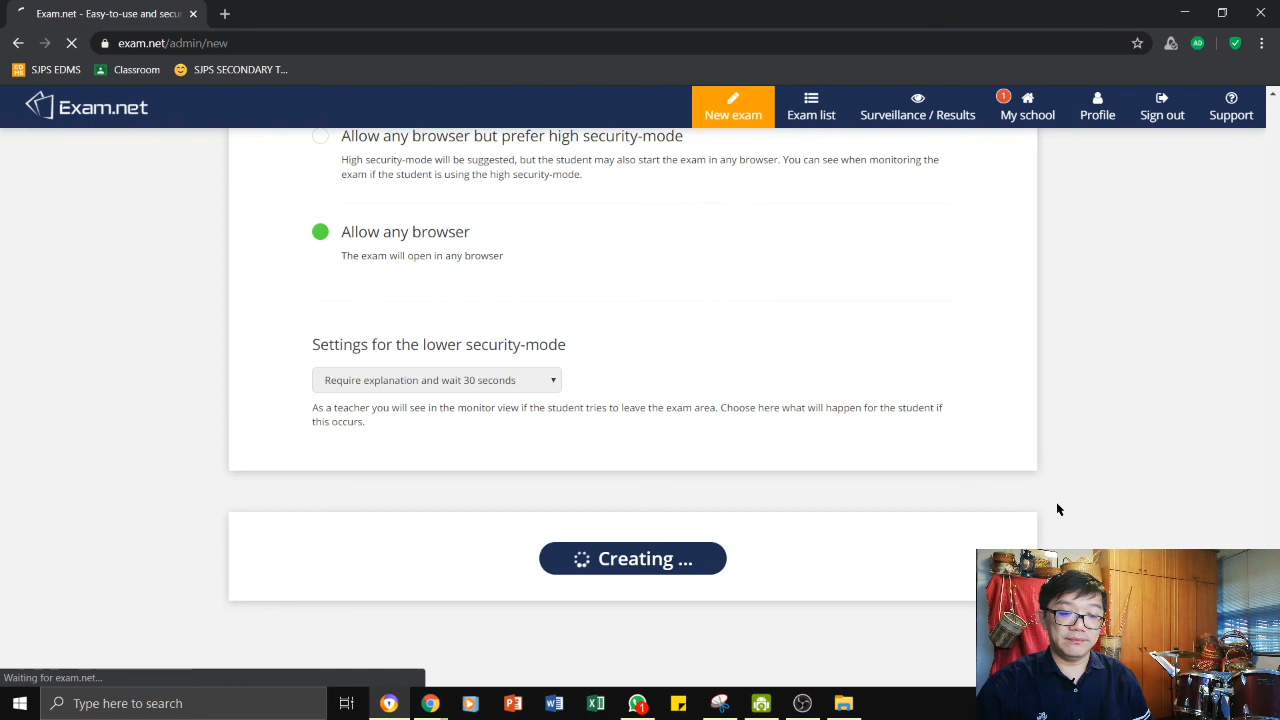 Exam.net - Easy-to-use and secu
exam.net/admin/new
SJPS EDMS
Classroom
SJPS SECONDARY T...
Exam.net
New exam
Exam list
Surveillance / Results
1
My school
Profile
Sign out
Support
Allow any browser but prefer high security-mode
High security-mode will be suggested, but the student may also start the exam in any browser. You can see when monitoring the
exam if the student is using the high security-mode.
Allow any browser
The exam will open in any browser
Settings for the lower security-mode
Require explanation and wait 30 seconds
As a teacher you will see in the monitor view if the student tries to leave the exam area. Choose here what will happen for the student if
this occurs.
Creating ...
Waiting for exam.net...
Type here to search
1